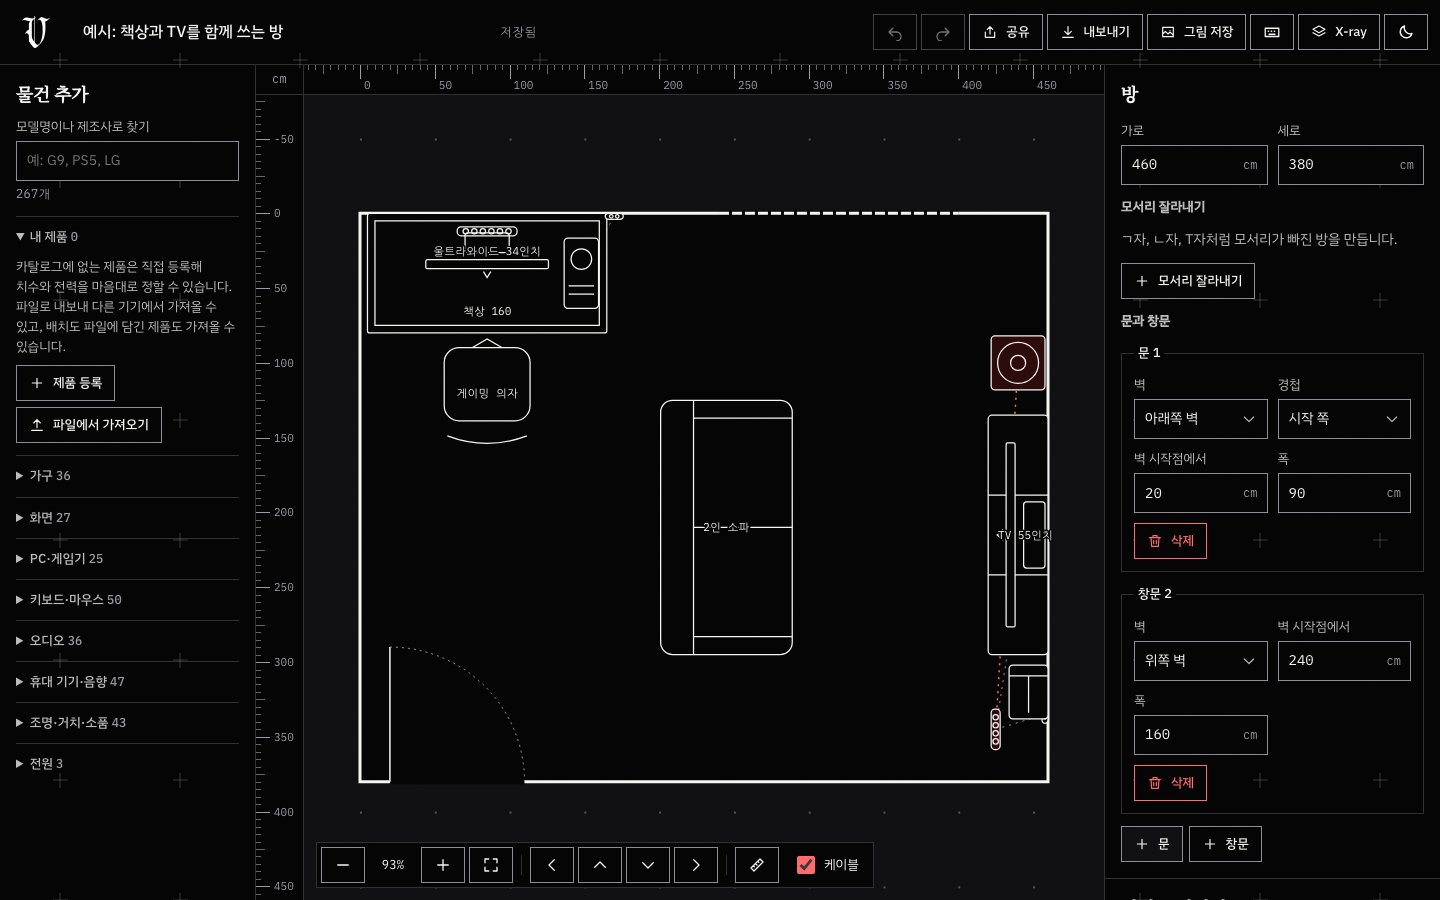 V
예시: 책상과 TV를 함께 쓰는 방
저장됨
공유
내보내기
그림 저장
X-ray
물건 추가
모델명이나 제조사로 찾기
예: G9, PS5, LG
267개
▼ 내 제품 0
카탈로그에 없는 제품은 직접 등록해
치수와 전력을 마음대로 정할 수 있습니다.
파일로 내보내 다른 기기에서 가져올 수
있고, 배치도 파일에 담긴 제품도 가져올 수
있습니다.
+ 제품 등록
파일에서 가져오기
▶ 가구 36
▶ 화면 27
▶ PC·게임기 25
▶ 키보드·마우스 50
▶ 오디오 36
▶ 휴대 기기·음향 47
▶ 조명·거치·소품 43
▶ 전원 3
cm
0 50 100 150 200 250 300 350 400 450
-50
0
50
100
150
200
250
300
350
400
450
울트라와이드 34인치
책상 160
게이밍 의자
2인 소파
TV 55인치
93%
케이블
방
가로
세로
460 cm
380 cm
모서리 잘라내기
ㄱ자, ㄴ자, T자처럼 모서리가 빠진 방을 만듭니다.
+ 모서리 잘라내기
문과 창문
문 1
벽
경첩
아래쪽 벽
시작 쪽
벽 시작점에서
폭
20 cm
90 cm
삭제
창문 2
벽
벽 시작점에서
위쪽 벽
240 cm
폭
160 cm
삭제
+ 문
+ 창문